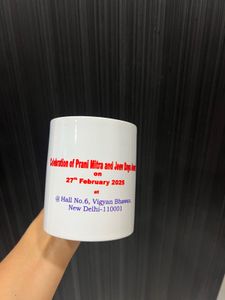 Celebration of Prani Mitra and Jeev Daya
on
27th February 2025
at
@ Hall No.6, Vigyan Bhawan,
New Delhi-110001